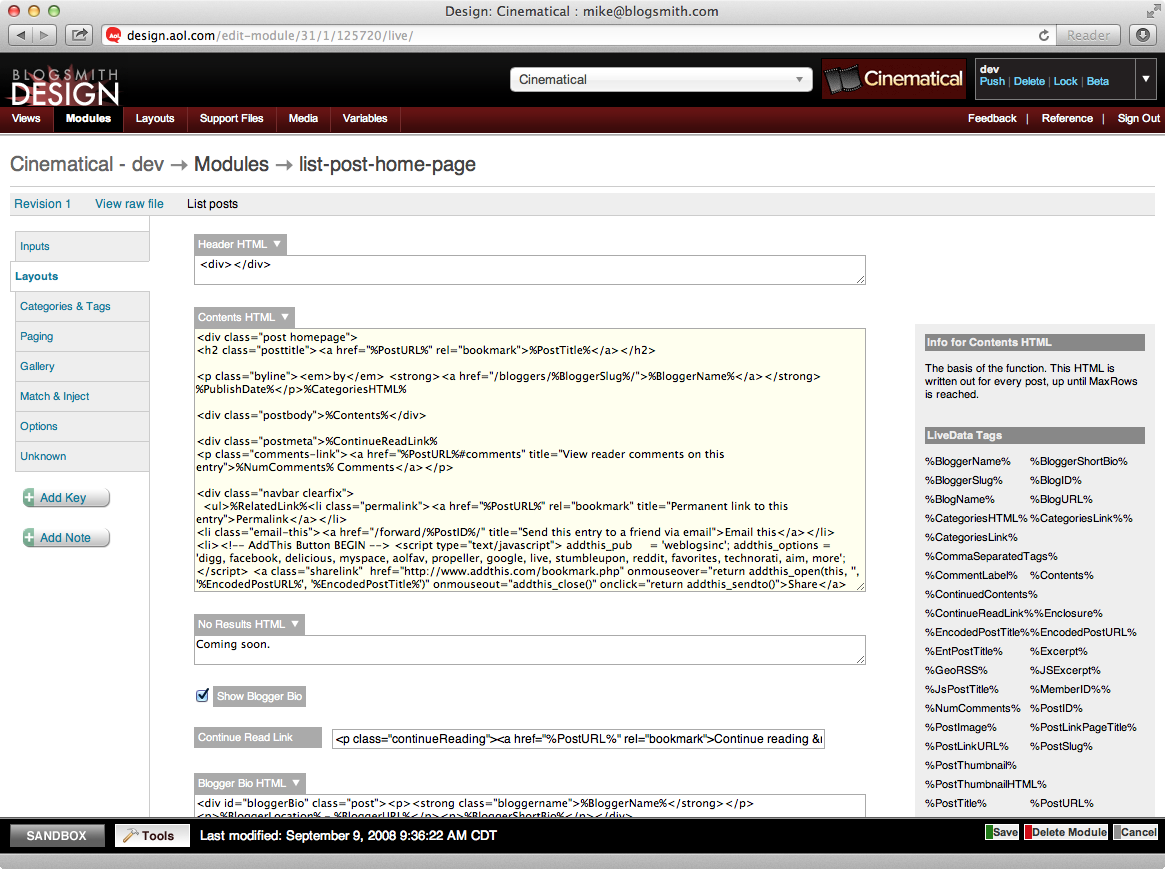 Design: Cinematical : mike@blogsmith.com
design.aol.com/edit-module/31/1/125720/live/
Reader
BLOGSMITH
DESIGN
Cinematical
Cinematical
dev
Push | Delete | Lock | Beta
Views Modules Layouts Support Files Media Variables
Feedback | Reference | Sign Out
Cinematical - dev → Modules → list-post-home-page
Revision 1 View raw file List posts
Inputs
Layouts
Categories & Tags
Paging
Gallery
Match & Inject
Options
Unknown
Add Key
Add Note
Header HTML ▼
<div></div>
Contents HTML ▼
<div class="post homepage">
<h2 class="posttitle"><a href="%PostURL%" rel="bookmark">%PostTitle%</a></h2>
<p class="byline"><em>by</em> <strong><a href="/bloggers/%BloggerSlug%/">%BloggerName%</a></strong>
%PublishDate%</p>%CategoriesHTML%
<div class="postbody">%Contents%</div>
<div class="postmeta">%ContinueReadLink%
<p class="comments-link"><a href="%PostURL%#comments" title="View reader comments on this
entry">%NumComments% Comments</a></p>
<div class="navbar clearfix">
<ul>%RelatedLink%<li class="permalink"><a href="%PostURL%" rel="bookmark" title="Permanent link to this
entry">Permalink</a></li>
<li class="email-this"><a href="/forward/%PostID%/" title="Send this entry to a friend via email">Email this</a></li>
<li><!-- AddThis Button BEGIN --> <script type="text/javascript"> addthis_pub = 'weblogsinc'; addthis_options =
'digg, facebook, delicious, myspace, aolfav, propeller, google, live, stumbleupon, reddit, favorites, technorati, aim, more';
</script> <a class="sharelink" href="http://www.addthis.com/bookmark.php" onmouseover="return addthis_open(this, '',
'%EncodedPostURL%', '%EncodedPostTitle%')" onmouseout="addthis_close()" onclick="return addthis_sendto()">Share</a>
No Results HTML ▼
Coming soon.
Show Blogger Bio
Continue Read Link
<p class="continueReading"><a href="%PostURL%" rel="bookmark">Continue reading &
Blogger Bio HTML ▼
<div id="bloggerBio" class="post"><p><strong class="bloggername">%BloggerName%</strong></p>
<p>%BloggerLocation% - %BloggerURL%<p>%BloggerShortBio%</p></div>
Info for Contents HTML
The basis of the function. This HTML is
written out for every post, up until MaxRows
is reached.
LiveData Tags
%BloggerName% %BloggerShortBio%
%BloggerSlug% %BlogID%
%BlogName% %BlogURL%
%CategoriesHTML% %CategoriesLink%%
%CategoriesLink%
%CommaSeparatedTags%
%CommentLabel% %Contents%
%ContinuedContents%
%ContinueReadLink%%Enclosure%
%EncodedPostTitle%%EncodedPostURL%
%EntPostTitle% %Excerpt%
%GeoRSS% %JSExcerpt%
%JsPostTitle% %MemberID%%
%NumComments% %PostID%
%PostImage% %PostLinkPageTitle%
%PostLinkURL% %PostSlug%
%PostThumbnail%
%PostThumbnailHTML%
%PostTitle% %PostURL%
SANDBOX Tools Last modified: September 9, 2008 9:36:22 AM CDT
Save Delete Module Cancel